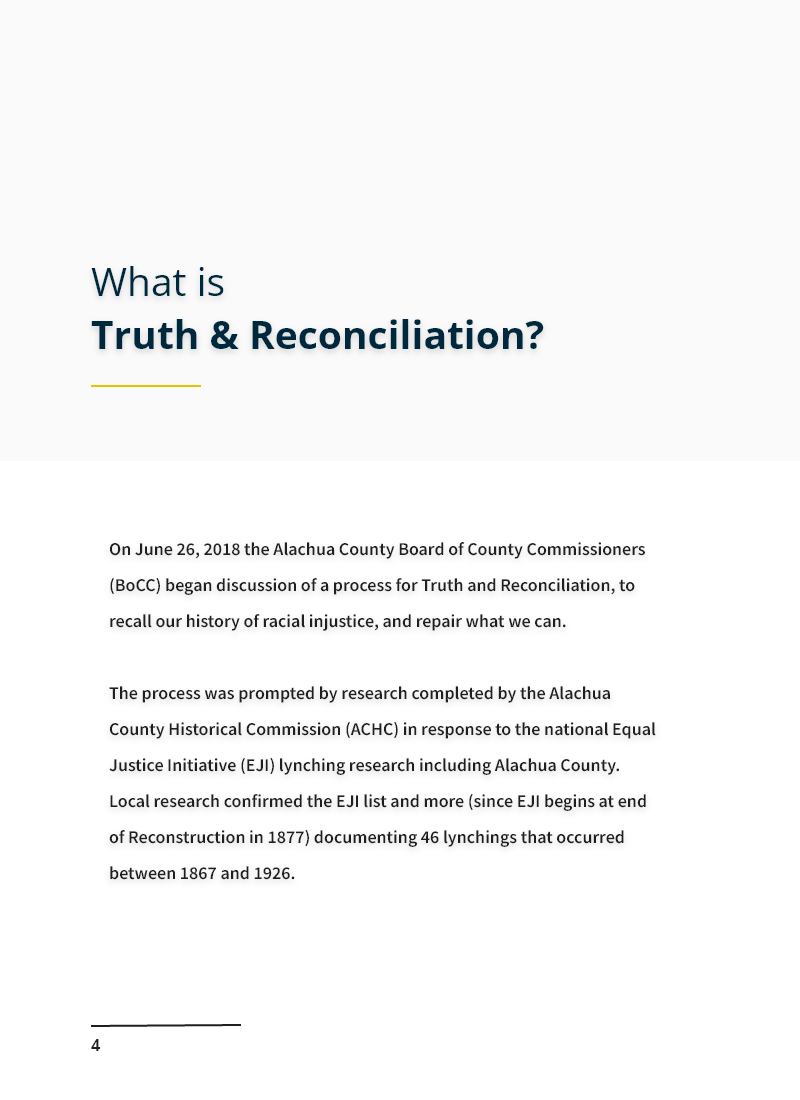 What is
Truth & Reconciliation?
On June 26, 2018 the Alachua County Board of County Commissioners
(BoCC) began discussion of a process for Truth and Reconciliation, to
recall our history of racial injustice, and repair what we can.
The process was prompted by research completed by the Alachua
County Historical Commission (ACHC) in response to the national Equal
Justice Initiative (EJI) lynching research including Alachua County.
Local research confirmed the EJI list and more (since EJI begins at end
of Reconstruction in 1877) documenting 46 lynchings that occurred
between 1867 and 1926.
4